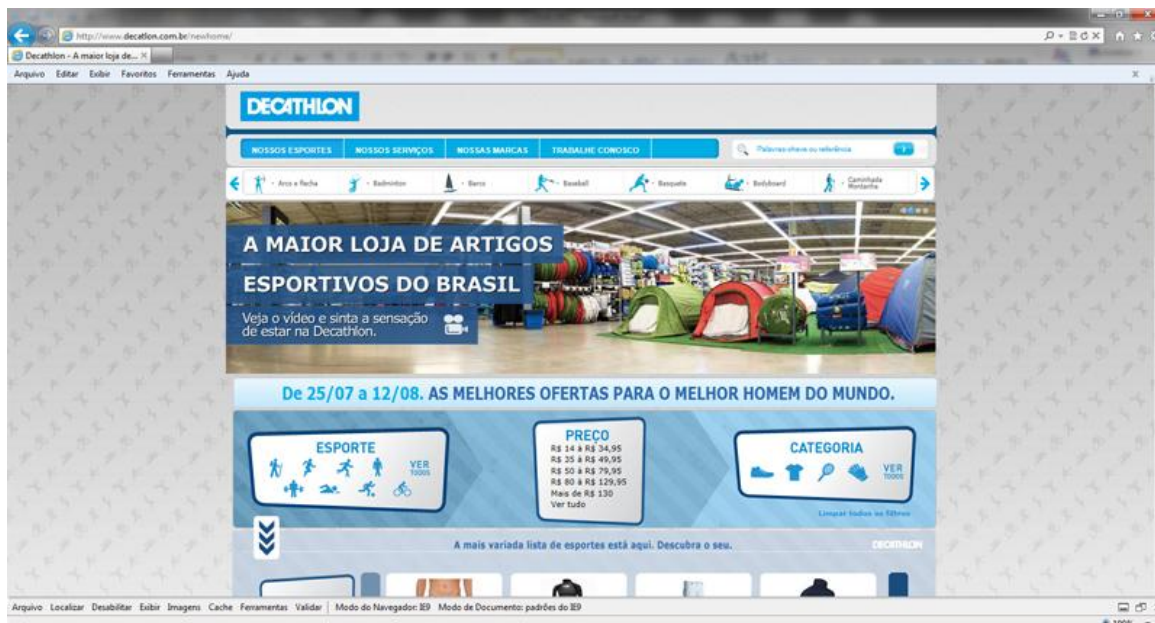 http://www.decatlon.com.br/newhome/
Decathlon - A maior loja de...
Arquivo Editar Exibir Favoritos Ferramentas Ajuda
DECATHLON
NOSSOS ESPORTES NOSSOS SERVIÇOS NOSSAS MARCAS TRABALHE CONOSCO Palavras-chave ou referência
- Arco e flecha - Badminton - Barco - Baseball - Basquete - Bodyboard - Caminhada
Montanha
A MAIOR LOJA DE ARTIGOS
ESPORTIVOS DO BRASIL
Veja o vídeo e sinta a sensação
de estar na Decathlon.
De 25/07 a 12/08. AS MELHORES OFERTAS PARA O MELHOR HOMEM DO MUNDO.
ESPORTE
VER
TODOS
PREÇO
R$ 14 à R$ 34,95
R$ 35 à R$ 49,95
R$ 50 à R$ 79,95
R$ 80 à R$ 129,95
Mais de R$ 130
Ver tudo
CATEGORIA
VER
TODOS
Limpar todos os filtros
A mais variada lista de esportes está aqui. Descubra o seu.
DECATHLON
Arquivo Localizar Desabilitar Exibir Imagens Cache Ferramentas Validar Modo do Navegador: IE9 Modo de Documento: padrões do IE9